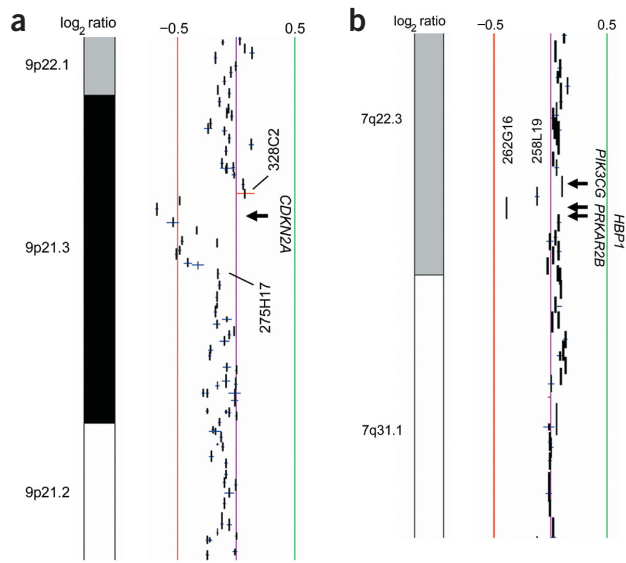 a
log2 ratio
−0.5
0.5
9p22.1
328C2
CDKN2A
9p21.3
275H17
9p21.2
b
log2 ratio
−0.5
0.5
7q22.3
262G16
258L19
PIK3CG
PRKAR2B
HBP1
7q31.1